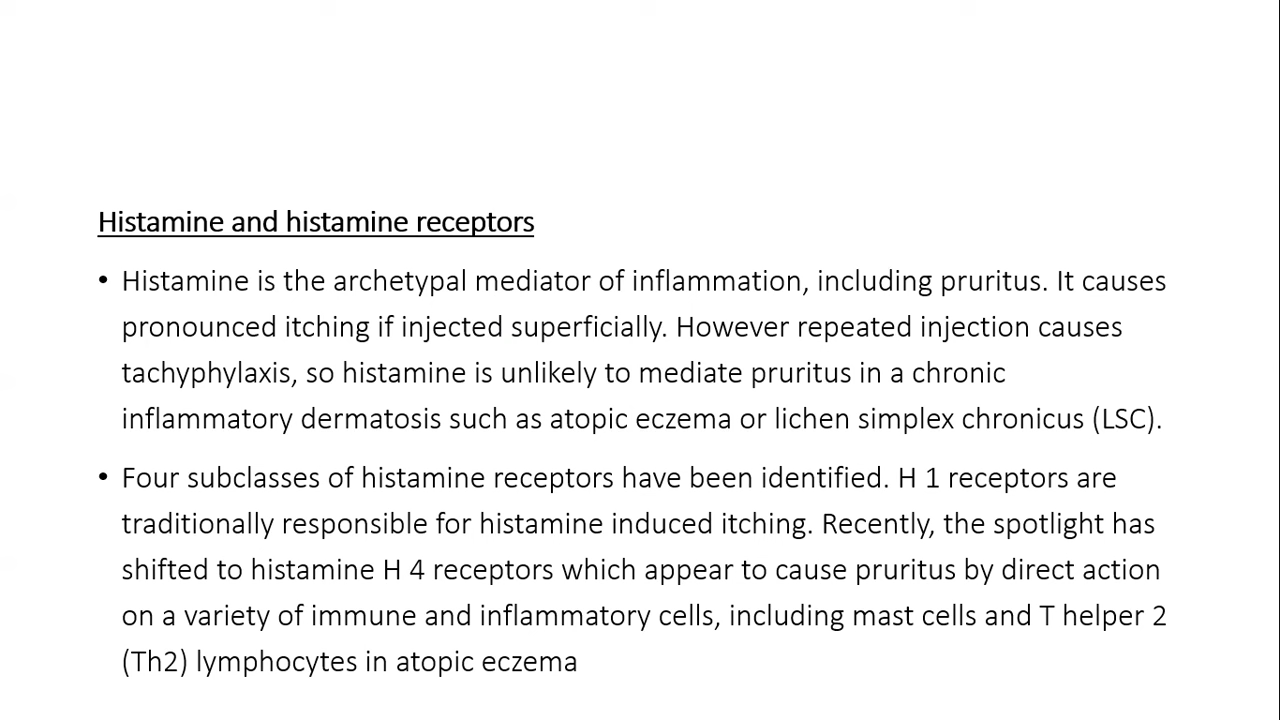 Histamine and histamine receptors
• Histamine is the archetypal mediator of inflammation, including pruritus. It causes
pronounced itching if injected superficially. However repeated injection causes
tachyphylaxis, so histamine is unlikely to mediate pruritus in a chronic
inflammatory dermatosis such as atopic eczema or lichen simplex chronicus (LSC).
• Four subclasses of histamine receptors have been identified. H 1 receptors are
traditionally responsible for histamine induced itching. Recently, the spotlight has
shifted to histamine H 4 receptors which appear to cause pruritus by direct action
on a variety of immune and inflammatory cells, including mast cells and T helper 2
(Th2) lymphocytes in atopic eczema